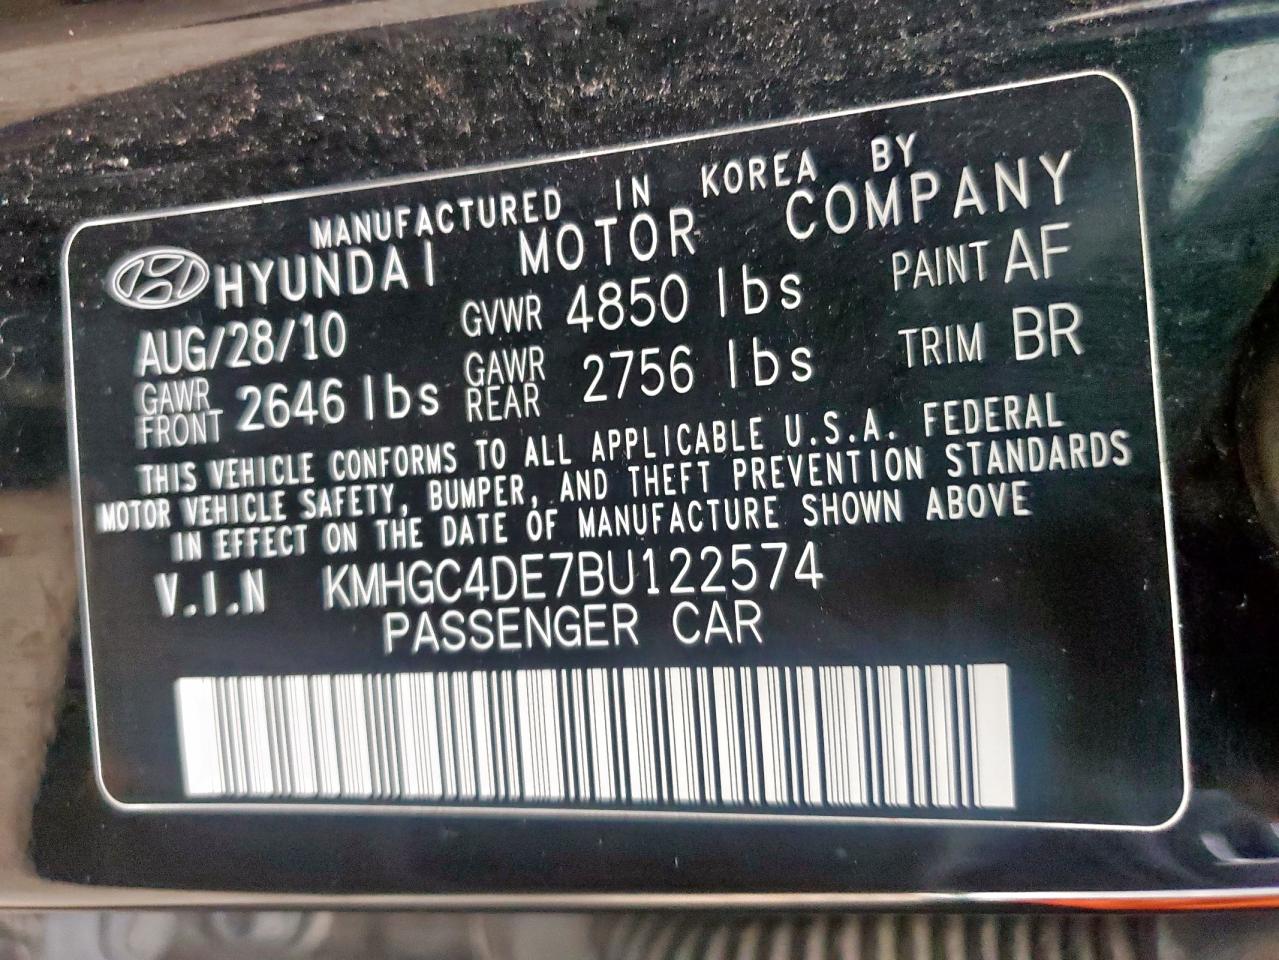 MANUFACTURED IN KOREA BY
HYUNDAI MOTOR COMPANY
AUG/28/10 GVWR 4850 lbs PAINT AF
GAWR FRONT 2646 lbs GAWR REAR 2756 lbs TRIM BR
THIS VEHICLE CONFORMS TO ALL APPLICABLE U.S.A. FEDERAL
MOTOR VEHICLE SAFETY, BUMPER, AND THEFT PREVENTION STANDARDS
IN EFFECT ON THE DATE OF MANUFACTURE SHOWN ABOVE
V.I.N KMHGC4DE7BU122574
PASSENGER CAR